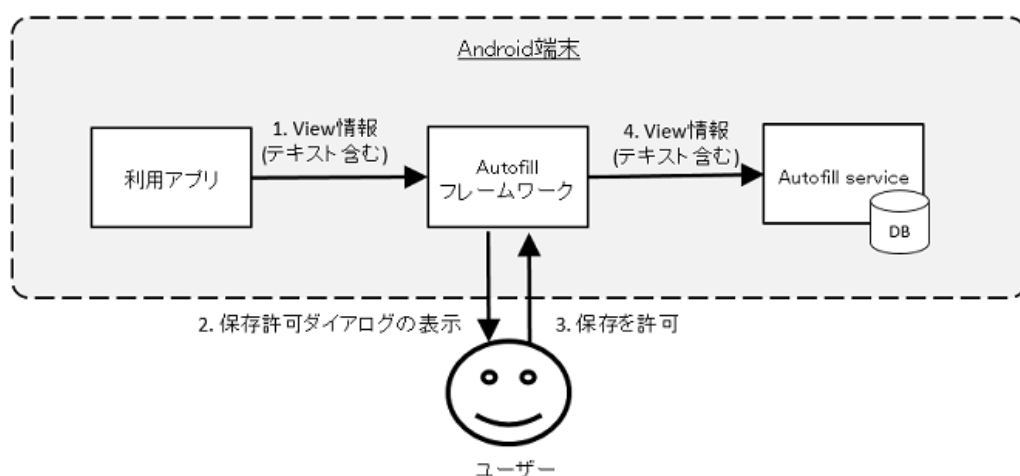 Android端末
1. View情報
(テキスト含む)
4. View情報
(テキスト含む)
利用アプリ
Autofill
フレームワーク
Autofill service
DB
2. 保存許可ダイアログの表示
3. 保存を許可
ユーザー